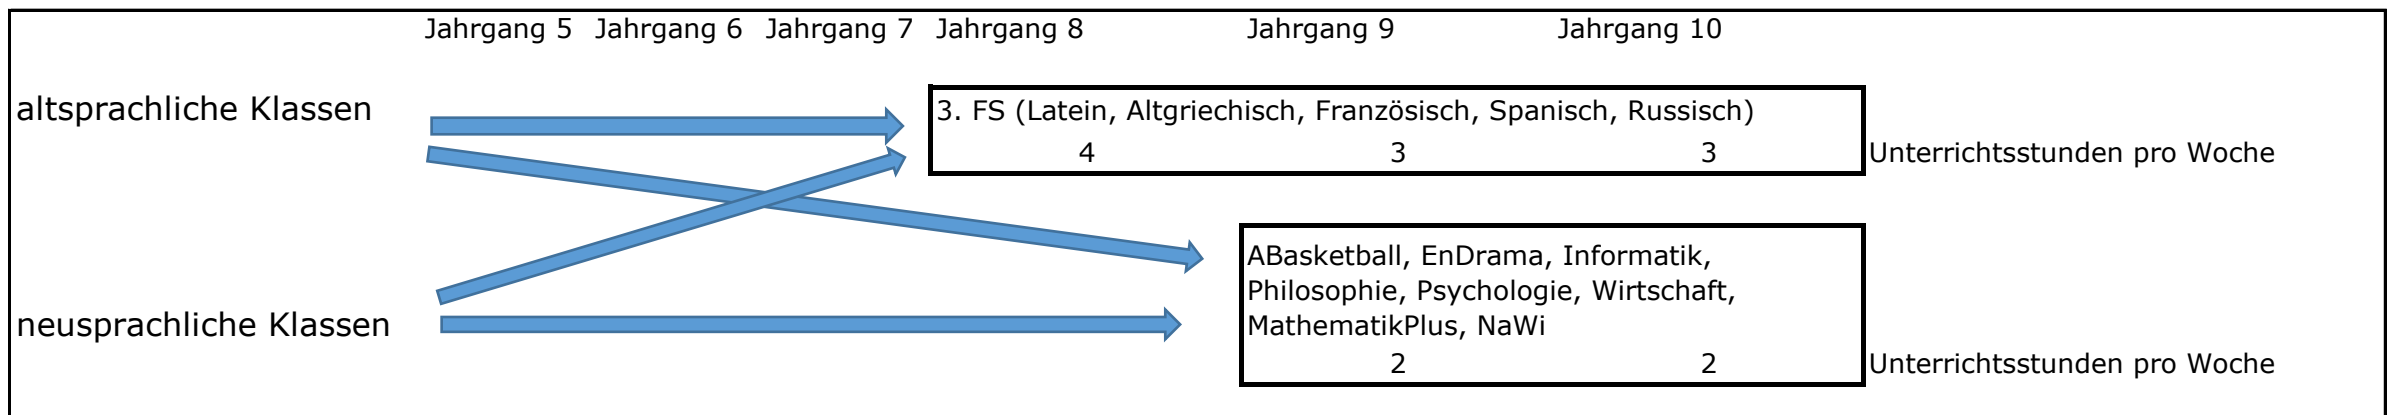 Jahrgang 5 Jahrgang 6 Jahrgang 7 Jahrgang 8 Jahrgang 9 Jahrgang 10
altsprachliche Klassen
3. FS (Latein, Altgriechisch, Französisch, Spanisch, Russisch)
4 3 3 Unterrichtsstunden pro Woche
ABasketball, EnDrama, Informatik,
Philosophie, Psychologie, Wirtschaft,
neusprachliche Klassen
MathematikPlus, NaWi
2 2 Unterrichtsstunden pro Woche